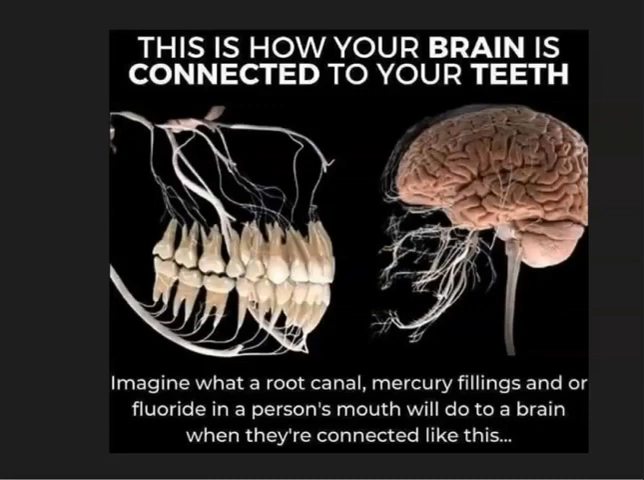 THIS IS HOW YOUR BRAIN IS
CONNECTED TO YOUR TEETH
Imagine what a root canal, mercury fillings and or
fluoride in a person's mouth will do to a brain
when they're connected like this...